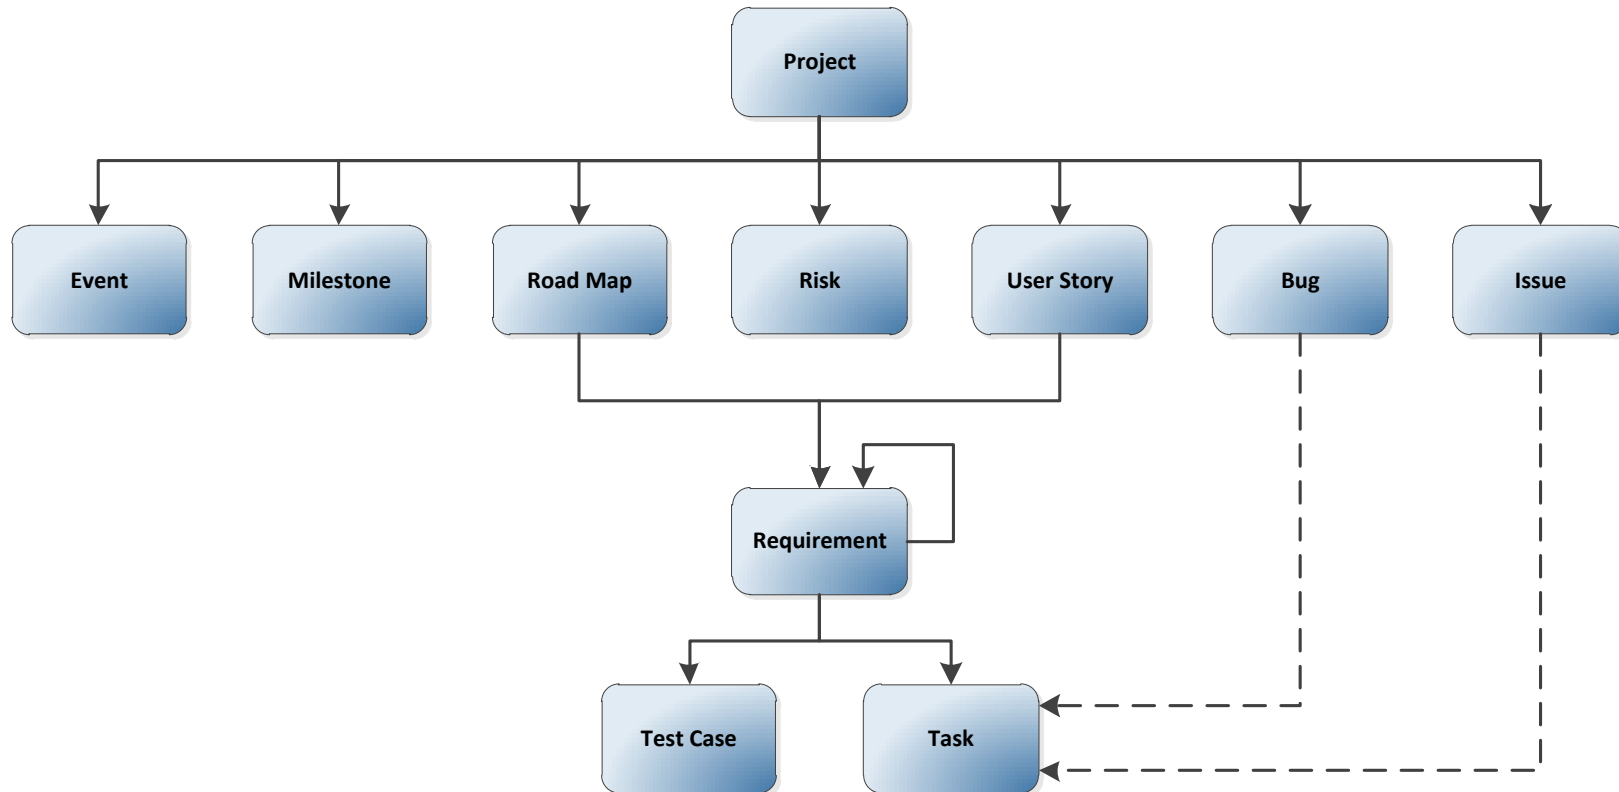 Project
Event
Milestone
Road Map
Risk
User Story
Bug
Issue
Requirement
Test Case
Task